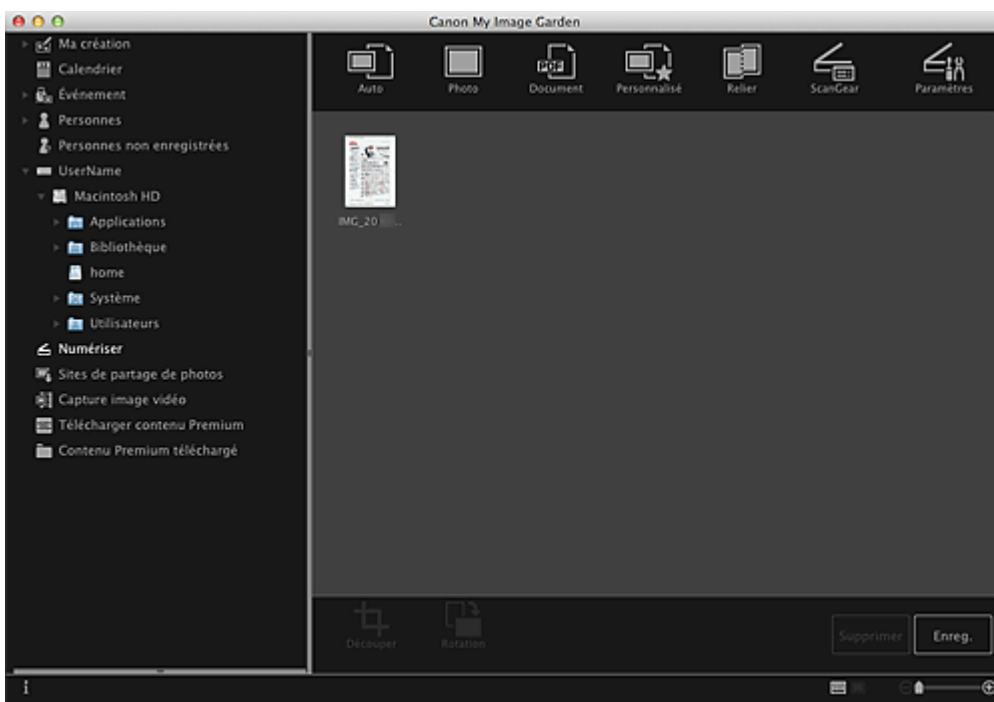 Canon My Image Garden
Ma création
Calendrier
Événement
Personnes
Personnes non enregistrées
UserName
Macintosh HD
Applications
Bibliothèque
home
Système
Utilisateurs
Numériser
Sites de partage de photos
Capture image vidéo
Télécharger contenu Premium
Contenu Premium téléchargé
Auto
Photo
PDF
Document
Personnalisé
Relier
ScanGear
Paramètres
IMG_20 ...
Découper
Rotation
Supprimer
Enreg.